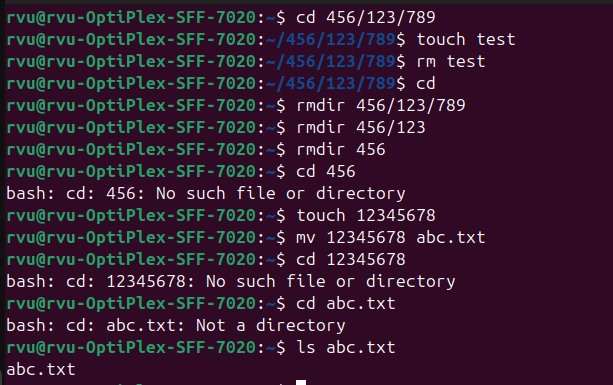 rvu@rvu-OptiPlex-SFF-7020:~$ cd 456/123/789
rvu@rvu-OptiPlex-SFF-7020:~/456/123/789$ touch test
rvu@rvu-OptiPlex-SFF-7020:~/456/123/789$ rm test
rvu@rvu-OptiPlex-SFF-7020:~/456/123/789$ cd
rvu@rvu-OptiPlex-SFF-7020:~$ rmdir 456/123/789
rvu@rvu-OptiPlex-SFF-7020:~$ rmdir 456/123
rvu@rvu-OptiPlex-SFF-7020:~$ rmdir 456
rvu@rvu-OptiPlex-SFF-7020:~$ cd 456
bash: cd: 456: No such file or directory
rvu@rvu-OptiPlex-SFF-7020:~$ touch 12345678
rvu@rvu-OptiPlex-SFF-7020:~$ mv 12345678 abc.txt
rvu@rvu-OptiPlex-SFF-7020:~$ cd 12345678
bash: cd: 12345678: No such file or directory
rvu@rvu-OptiPlex-SFF-7020:~$ cd abc.txt
bash: cd: abc.txt: Not a directory
rvu@rvu-OptiPlex-SFF-7020:~$ ls abc.txt
abc.txt